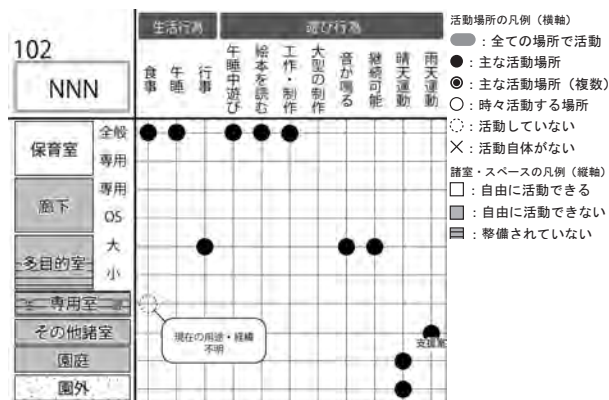 生活行為 遊び行為
102
NNN
食事
午睡
行事
午睡中遊び
絵本を読む
工作・制作
大型の制作
音が鳴る
継続可能
晴天運動
雨天運動
保育室 全般
専用
廊下 専用
OS
多目的室 大
小
専用室
その他諸室
園庭
園外
現在の用途・経緯
不明
支援室
活動場所の凡例(横軸)
:全ての場所で活動
:主な活動場所
:主な活動場所(複数)
:時々活動する場所
:活動していない
:活動自体がない
諸室・スペースの凡例(縦軸)
:自由に活動できる
:自由に活動できない
:整備されていない